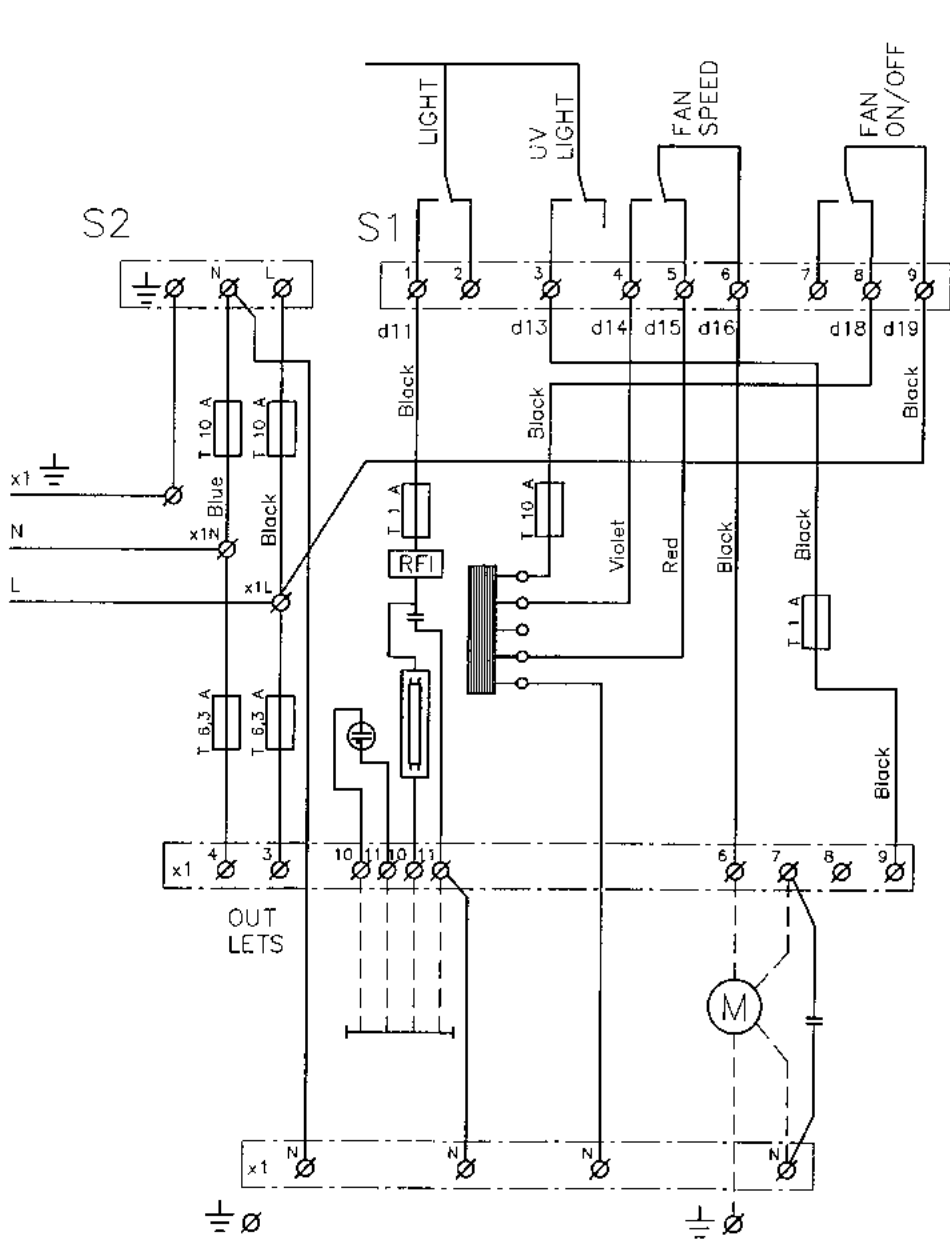 LIGHT
UV
LIGHT
FAN
SPEED
FAN
ON/OFF
S2
S1
N
L
1
2
3
4
5
6
7
8
9
d11
d13
d14
d15
d16
d18
d19
Black
Black
Black
T 10 A
T 10 A
x1
Blue
Black
T 1 A
T 10 A
N
x1N
RFI
Violet
Red
Black
Black
L
x1L
T 1 A
T 6,3 A
T 6,3 A
Black
x1
4
3
10
11
10
11
6
7
8
9
OUT
LETS
M
x1
N
N
N
N